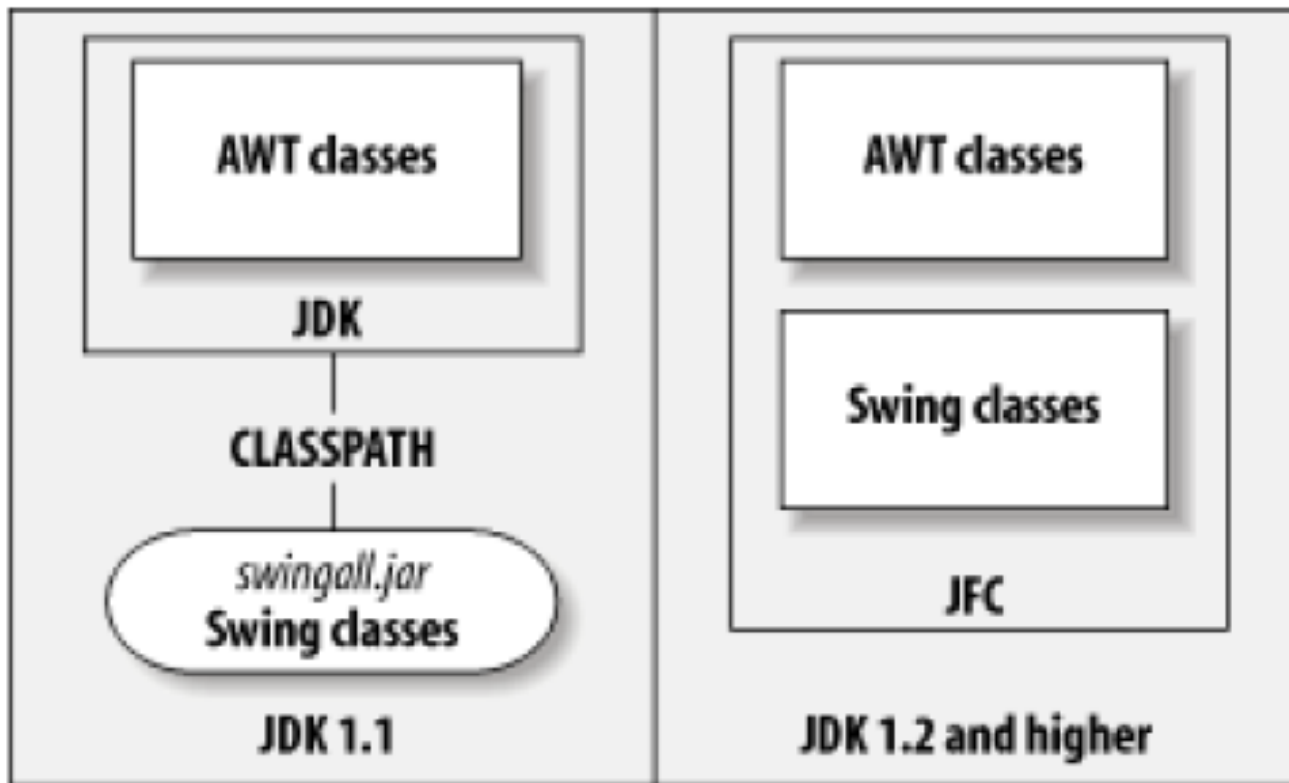 AWT classes
JDK
CLASSPATH
swingall.jar
Swing classes
JDK 1.1
AWT classes
Swing classes
JFC
JDK 1.2 and higher